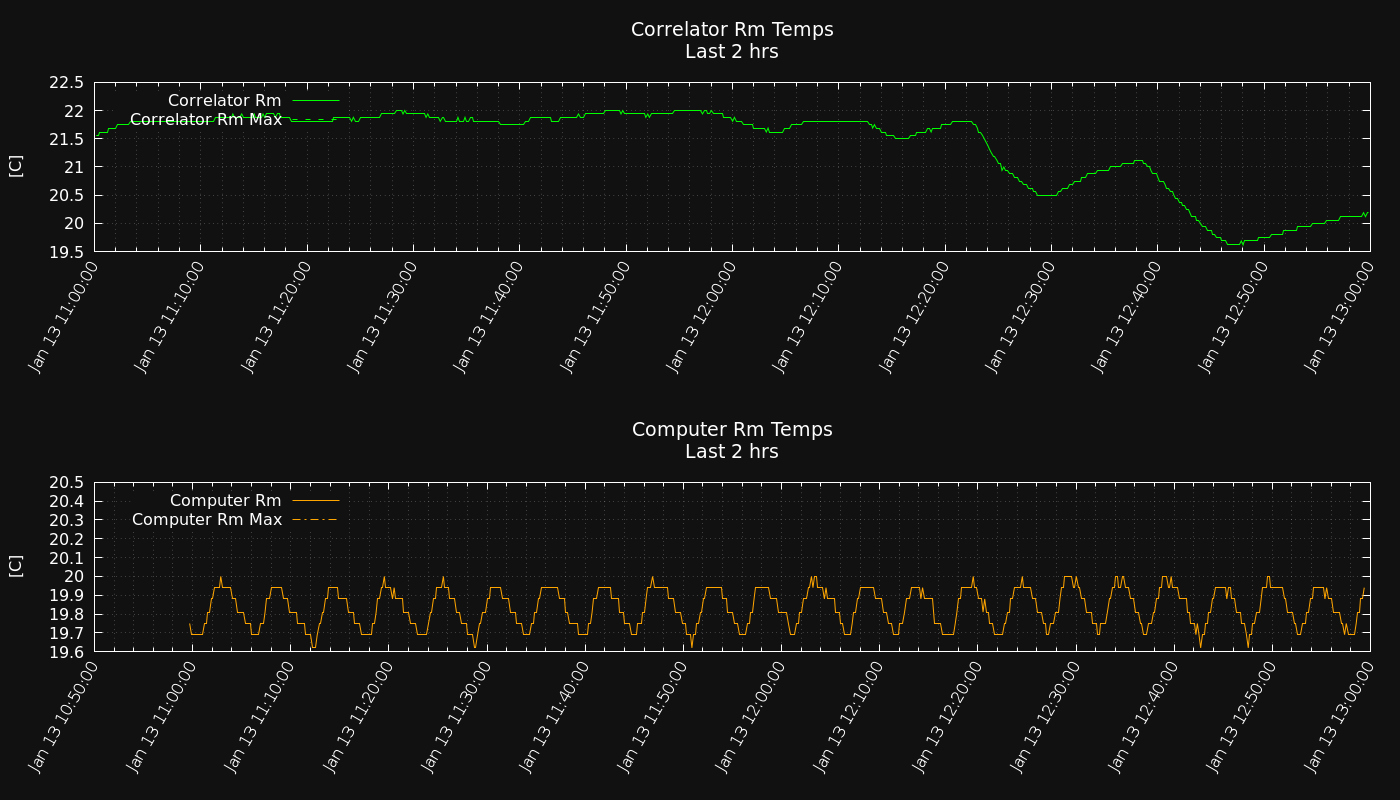 Correlator Rm Temps
Last 2 hrs
[C]
22.5
22
21.5
21
20.5
20
19.5
Correlator Rm
Correlator Rm Max
Jan 13 11:00:00
Jan 13 11:10:00
Jan 13 11:20:00
Jan 13 11:30:00
Jan 13 11:40:00
Jan 13 11:50:00
Jan 13 12:00:00
Jan 13 12:10:00
Jan 13 12:20:00
Jan 13 12:30:00
Jan 13 12:40:00
Jan 13 12:50:00
Jan 13 13:00:00
Computer Rm Temps
Last 2 hrs
[C]
20.5
20.4
20.3
20.2
20.1
20
19.9
19.8
19.7
19.6
Computer Rm
Computer Rm Max
Jan 13 10:50:00
Jan 13 11:00:00
Jan 13 11:10:00
Jan 13 11:20:00
Jan 13 11:30:00
Jan 13 11:40:00
Jan 13 11:50:00
Jan 13 12:00:00
Jan 13 12:10:00
Jan 13 12:20:00
Jan 13 12:30:00
Jan 13 12:40:00
Jan 13 12:50:00
Jan 13 13:00:00